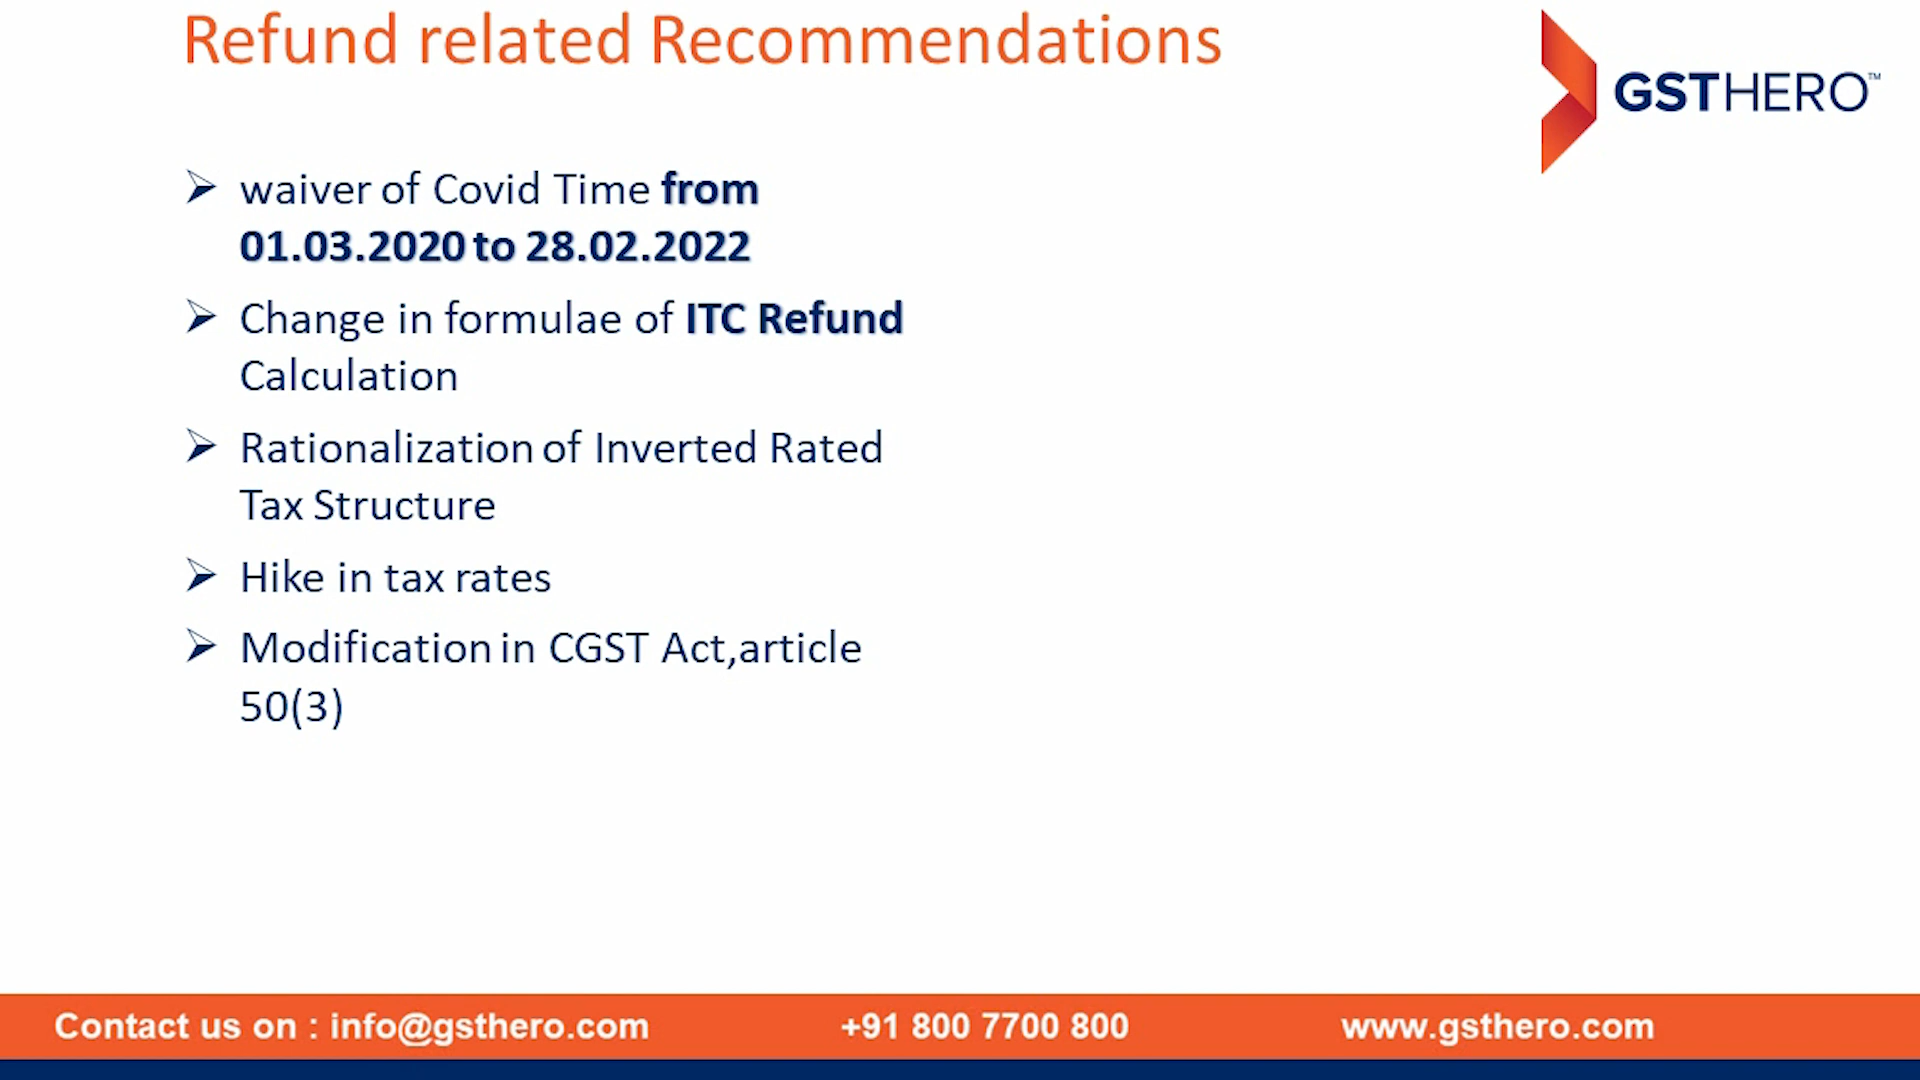 Refund related Recommendations
GSTHERO™
➢ waiver of Covid Time from
01.03.2020 to 28.02.2022
➢ Change in formulae of ITC Refund
Calculation
➢ Rationalization of Inverted Rated
Tax Structure
➢ Hike in tax rates
➢ Modification in CGST Act,article
50(3)
Contact us on : info@gsthero.com +91 800 7700 800 www.gsthero.com